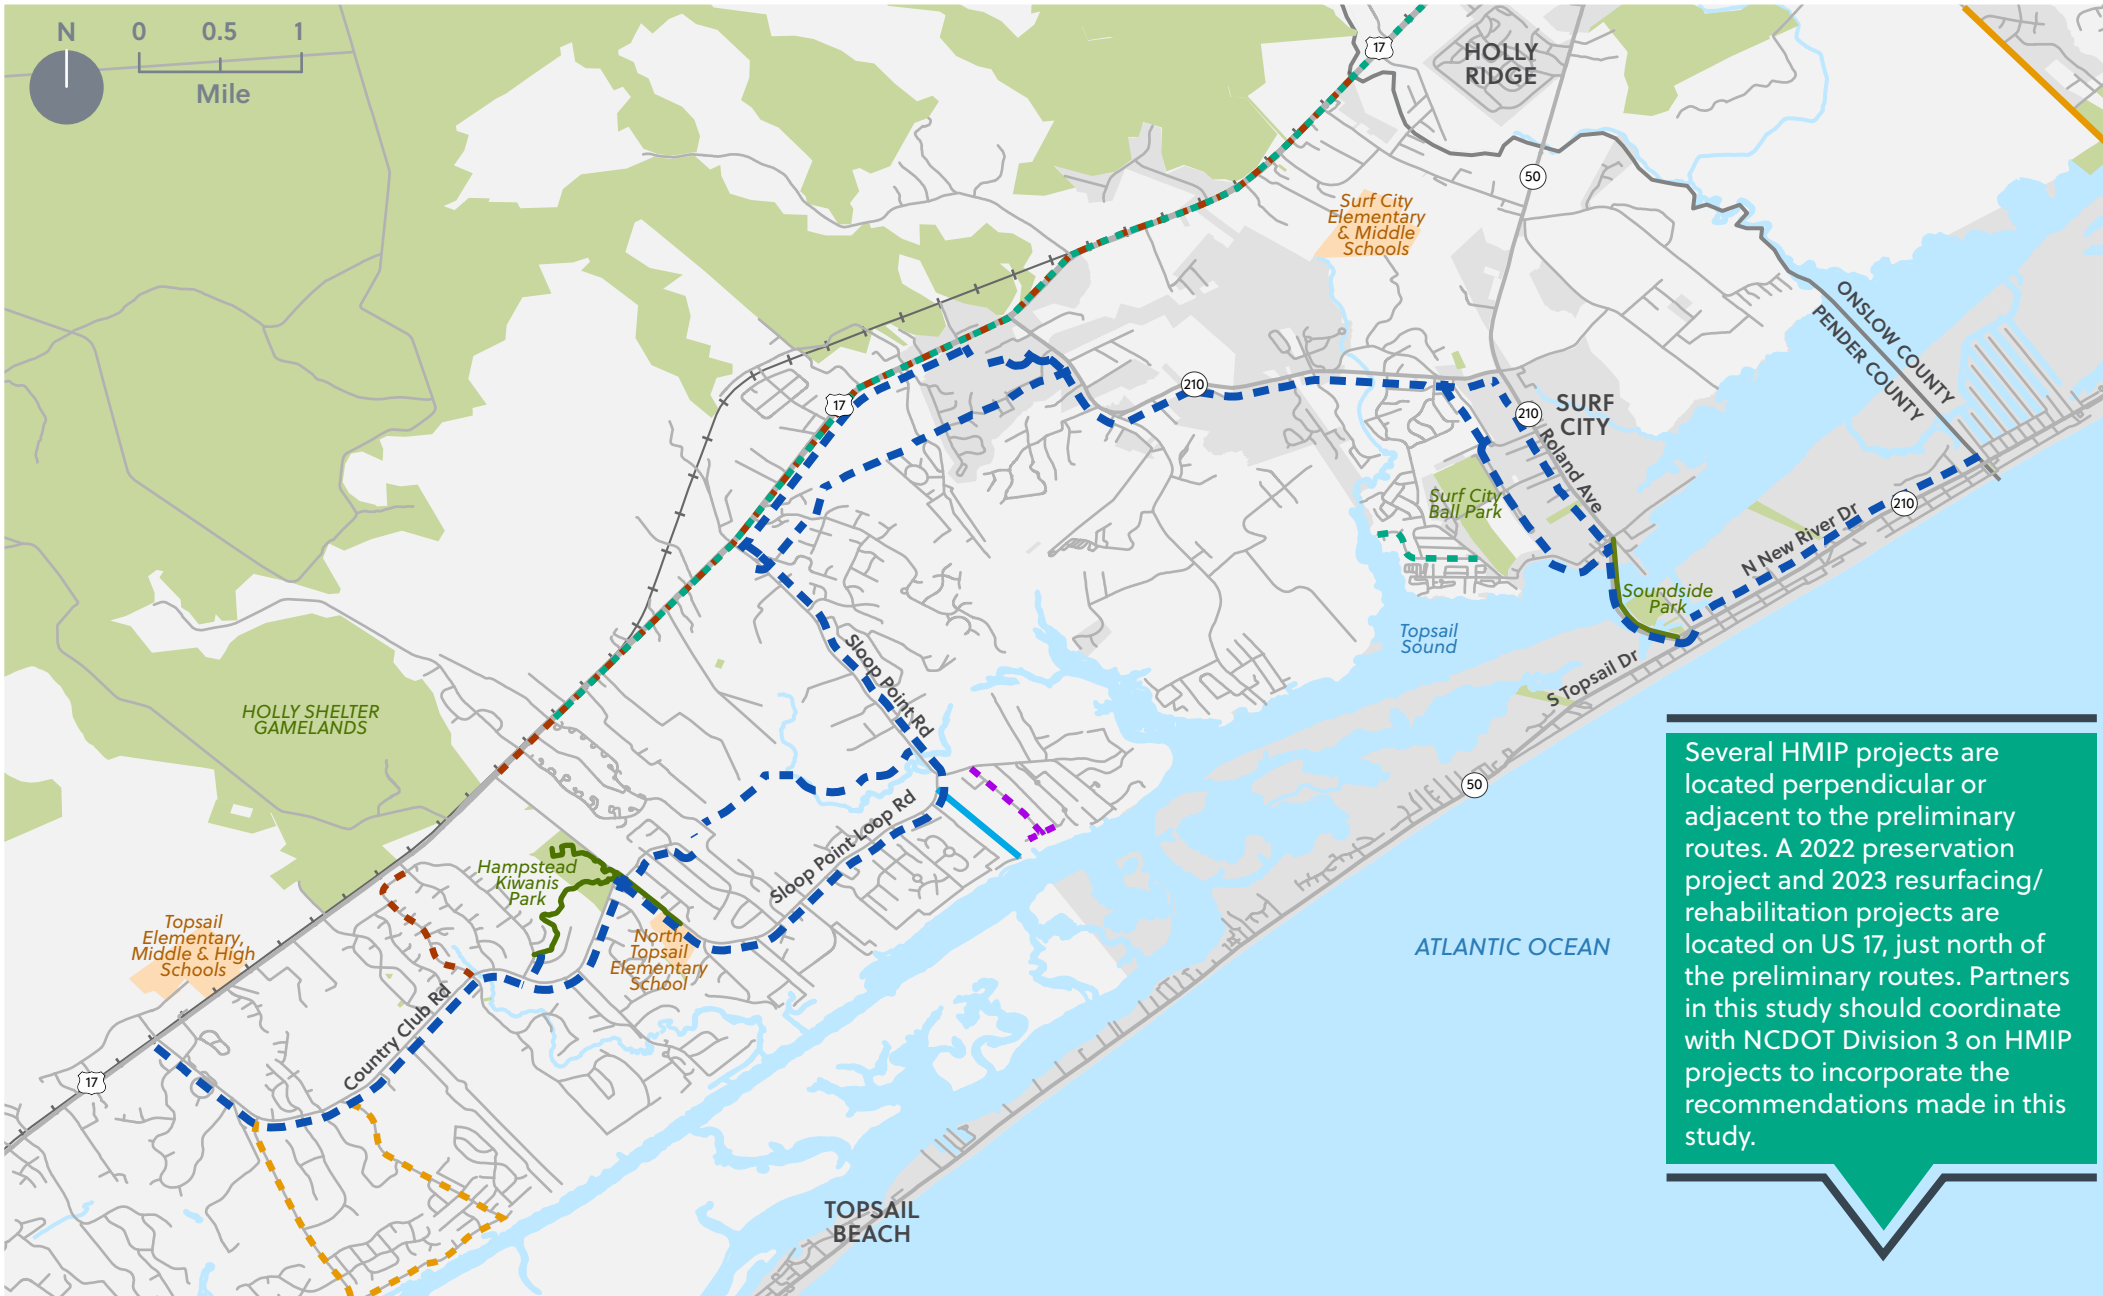 N
0 0.5 1
Mile
17
HOLLY
RIDGE
50
Surf City
Elementary
& Middle
Schools
ONSLOW COUNTY
PENDER COUNTY
17
210
210
SURF
CITY
Roland Ave
Surf City
Ball Park
N New River Dr
210
Soundside
Park
Topsail
Sound
S Topsail Dr
Sloop Point Rd
HOLLY SHELTER
GAMELANDS
50
Sloop Point Loop Rd
Hampstead
Kiwanis
Park
Topsail
Elementary,
Middle & High
Schools
North
Topsail
Elementary
School
ATLANTIC OCEAN
Country Club Rd
17
TOPSAIL
BEACH
Several HMIP projects are
located perpendicular or
adjacent to the preliminary
routes. A 2022 preservation
project and 2023 resurfacing/
rehabilitation projects are
located on US 17, just north of
the preliminary routes. Partners
in this study should coordinate
with NCDOT Division 3 on HMIP
projects to incorporate the
recommendations made in this
study.